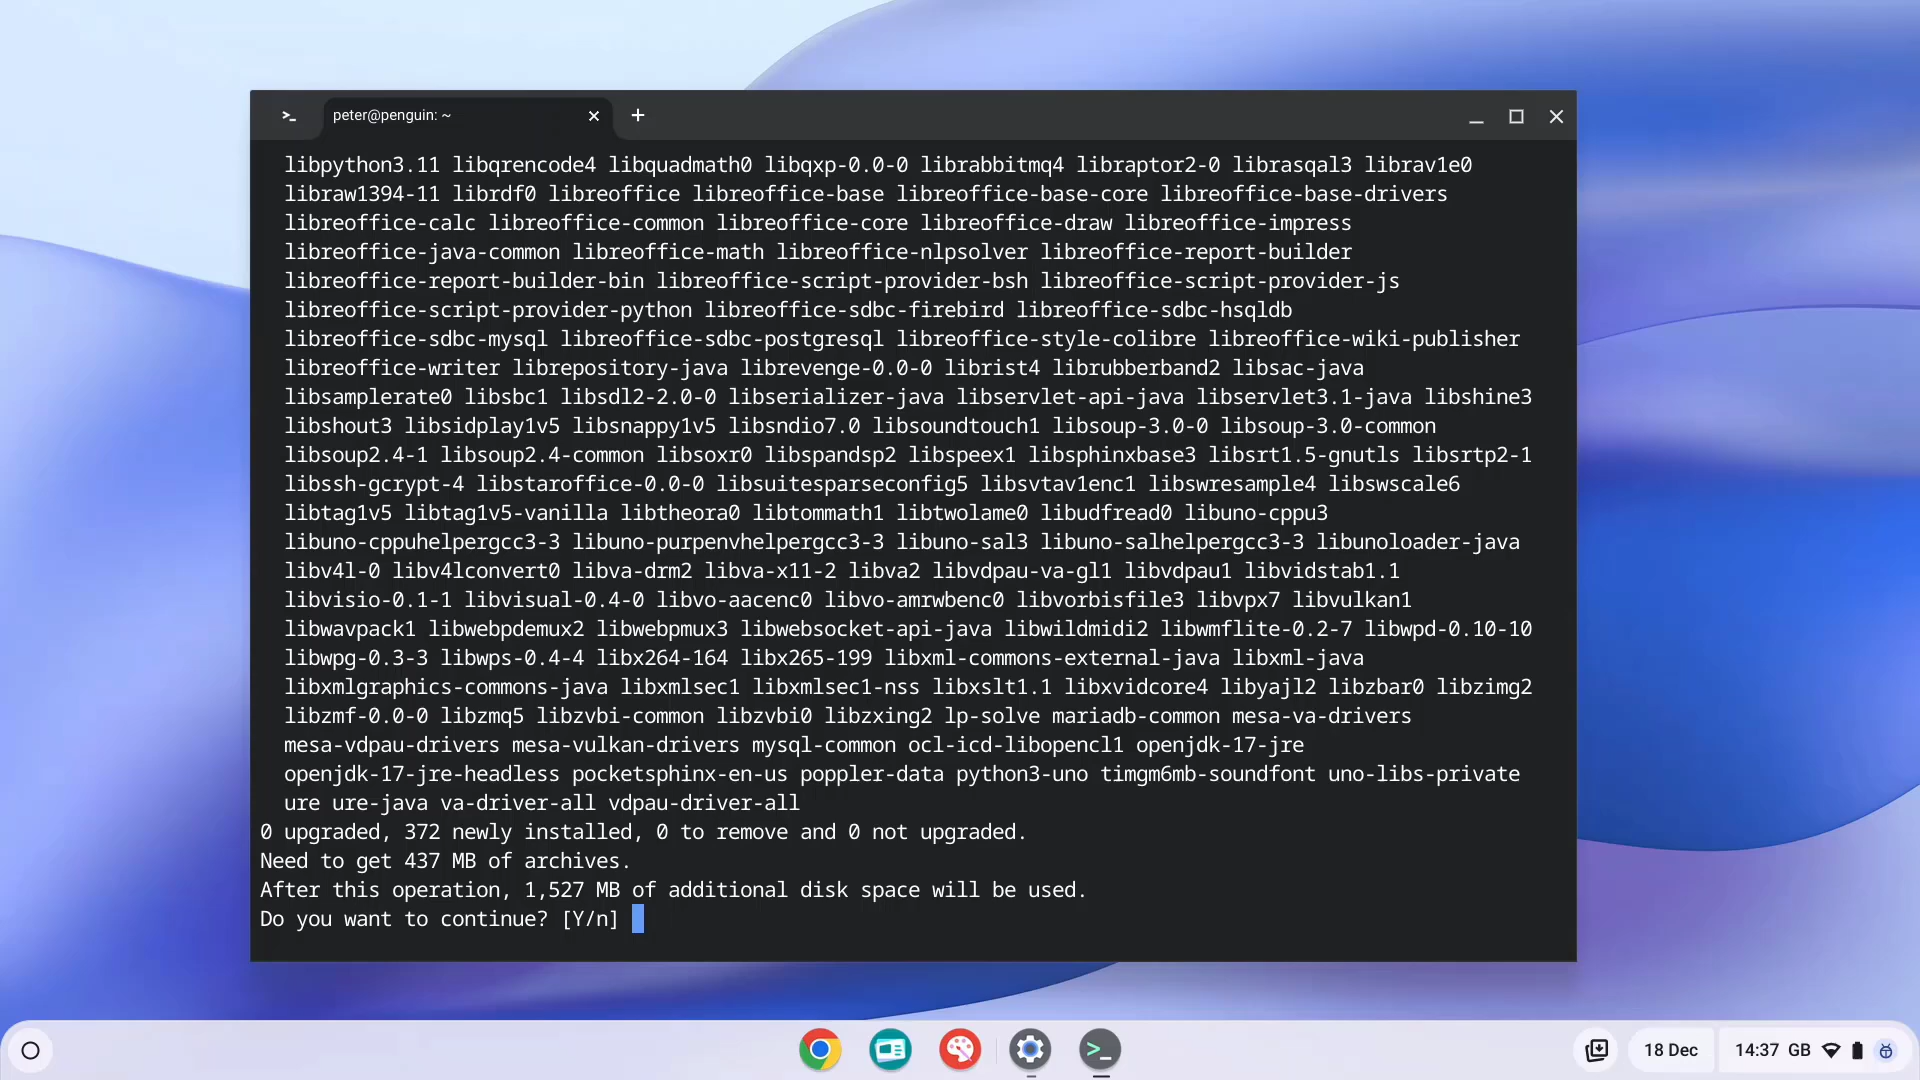 peter@penguin: ~
libpython3.11 libqrencode4 libquadmath0 libqxp-0.0-0 librabbitmq4 libraptor2-0 librasqal3 librav1e0
libraw1394-11 librdf0 libreoffice libreoffice-base libreoffice-base-core libreoffice-base-drivers
libreoffice-calc libreoffice-common libreoffice-core libreoffice-draw libreoffice-impress
libreoffice-java-common libreoffice-math libreoffice-nlpsolver libreoffice-report-builder
libreoffice-report-builder-bin libreoffice-script-provider-bsh libreoffice-script-provider-js
libreoffice-script-provider-python libreoffice-sdbc-firebird libreoffice-sdbc-hsqldb
libreoffice-sdbc-mysql libreoffice-sdbc-postgresql libreoffice-style-colibre libreoffice-wiki-publisher
libreoffice-writer librepository-java librevenge-0.0-0 librist4 librubberband2 libsac-java
libsamplerate0 libsbc1 libsdl2-2.0-0 libserializer-java libservlet-api-java libservlet3.1-java libshine3
libshout3 libsidplay1v5 libsnappy1v5 libsndio7.0 libsoundtouch1 libsoup-3.0-0 libsoup-3.0-common
libsoup2.4-1 libsoup2.4-common libsoxr0 libspandsp2 libspeex1 libsphinxbase3 libsrt1.5-gnutls libsrtp2-1
libssh-gcrypt-4 libstaroffice-0.0-0 libsuitesparseconfig5 libsvtav1enc1 libswresample4 libswscale6
libtag1v5 libtag1v5-vanilla libtheora0 libtommath1 libtwolame0 libudfread0 libuno-cppu3
libuno-cppuhelpergcc3-3 libuno-purpenvhelpergcc3-3 libuno-sal3 libuno-salhelpergcc3-3 libunoloader-java
libv4l-0 libv4lconvert0 libva-drm2 libva-x11-2 libva2 libvdpau-va-gl1 libvdpau1 libvidstab1.1
libvisio-0.1-1 libvisual-0.4-0 libvo-aacenc0 libvo-amrwbenc0 libvorbisfile3 libvpx7 libvulkan1
libwavpack1 libwebpdemux2 libwebpmux3 libwebsocket-api-java libwildmidi2 libwmflite-0.2-7 libwpd-0.10-10
libwpg-0.3-3 libwps-0.4-4 libx264-164 libx265-199 libxml-commons-external-java libxml-java
libxmlgraphics-commons-java libxmlsec1 libxmlsec1-nss libxslt1.1 libxvidcore4 libyajl2 libzbar0 libzimg2
libzmf-0.0-0 libzmq5 libzvbi-common libzvbi0 libzxing2 lp-solve mariadb-common mesa-va-drivers
mesa-vdpau-drivers mesa-vulkan-drivers mysql-common ocl-icd-libopencl1 openjdk-17-jre
openjdk-17-jre-headless pocketsphinx-en-us poppler-data python3-uno timgm6mb-soundfont uno-libs-private
ure ure-java va-driver-all vdpau-driver-all
0 upgraded, 372 newly installed, 0 to remove and 0 not upgraded.
Need to get 437 MB of archives.
After this operation, 1,527 MB of additional disk space will be used.
Do you want to continue? [Y/n]
18 Dec
14:37 GB